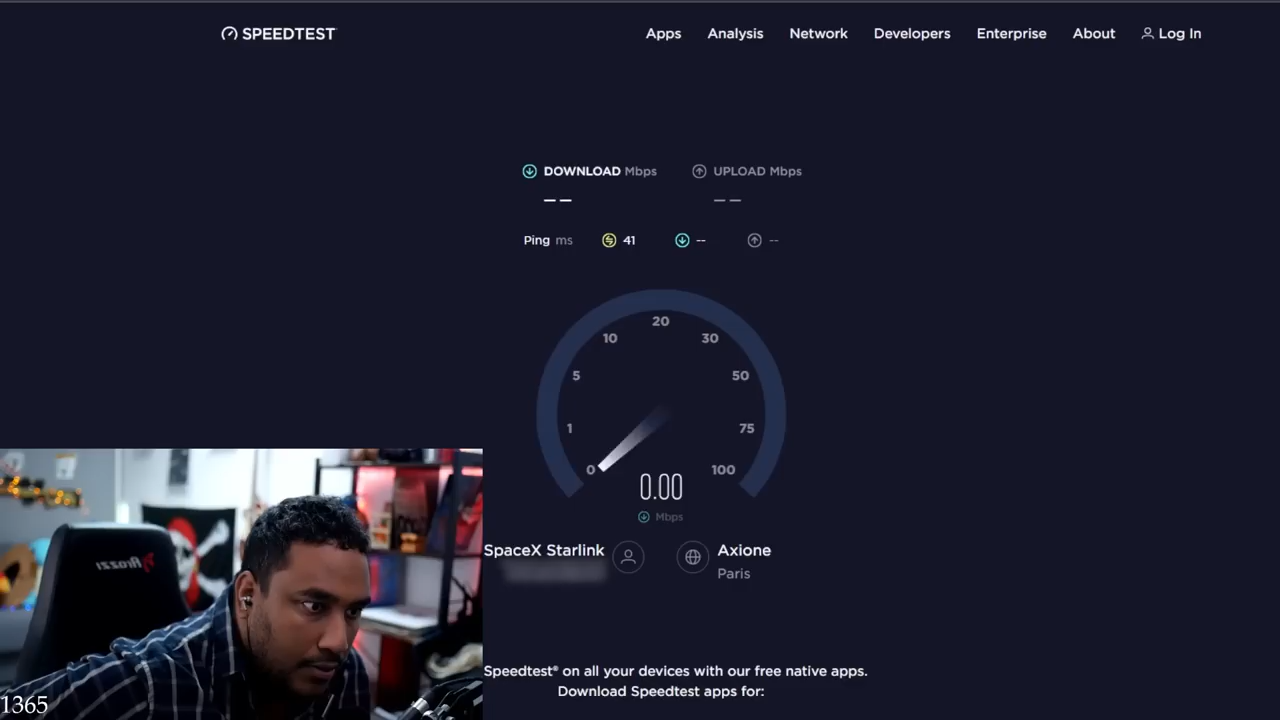 SPEEDTEST
Apps Analysis Network Developers Enterprise About Log In
DOWNLOAD Mbps UPLOAD Mbps
— — — —
Ping ms 41 -- --
20
10 30
5 50
1 75
0 100
0.00
Mbps
SpaceX Starlink Axione
Paris
Arozzi
Speedtest® on all your devices with our free native apps.
Download Speedtest apps for:
1365